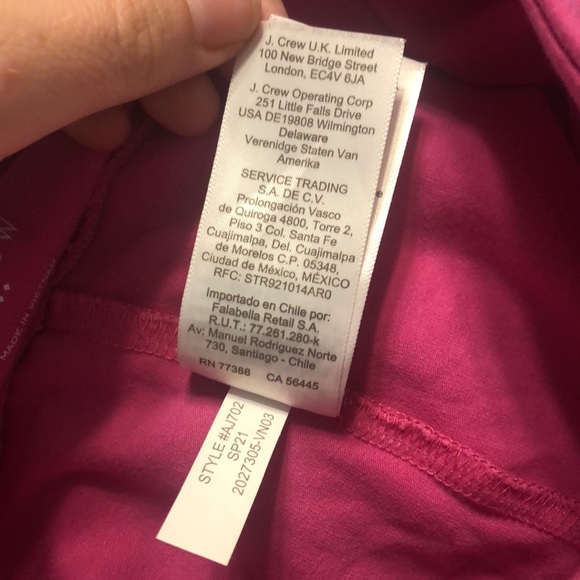 J. Crew U.K. Limited
100 New Bridge Street
London, EC4V 6JA
J. Crew Operating Corp
251 Little Falls Drive
USA DE19808 Wilmington
Delaware
Verenidge Staten Van
Amerika
SERVICE TRADING
S.A. DE C.V.
Prolongación Vasco
de Quiroga 4800, Torre 2,
Piso 3 Col. Santa Fe
Cuajimalpa, Del. Cuajimalpa
de Morelos C.P. 05348,
Ciudad de México, MÉXICO
RFC: STR921014AR0
Importado en Chile por:
Falabella Retail S.A.
R.U.T.: 77.261.280-k
Av: Manuel Rodriguez Norte
730, Santiago - Chile
RN 77388 CA 56445
STYLE #AJ702
SP21
2027305-VN03
MADE IN